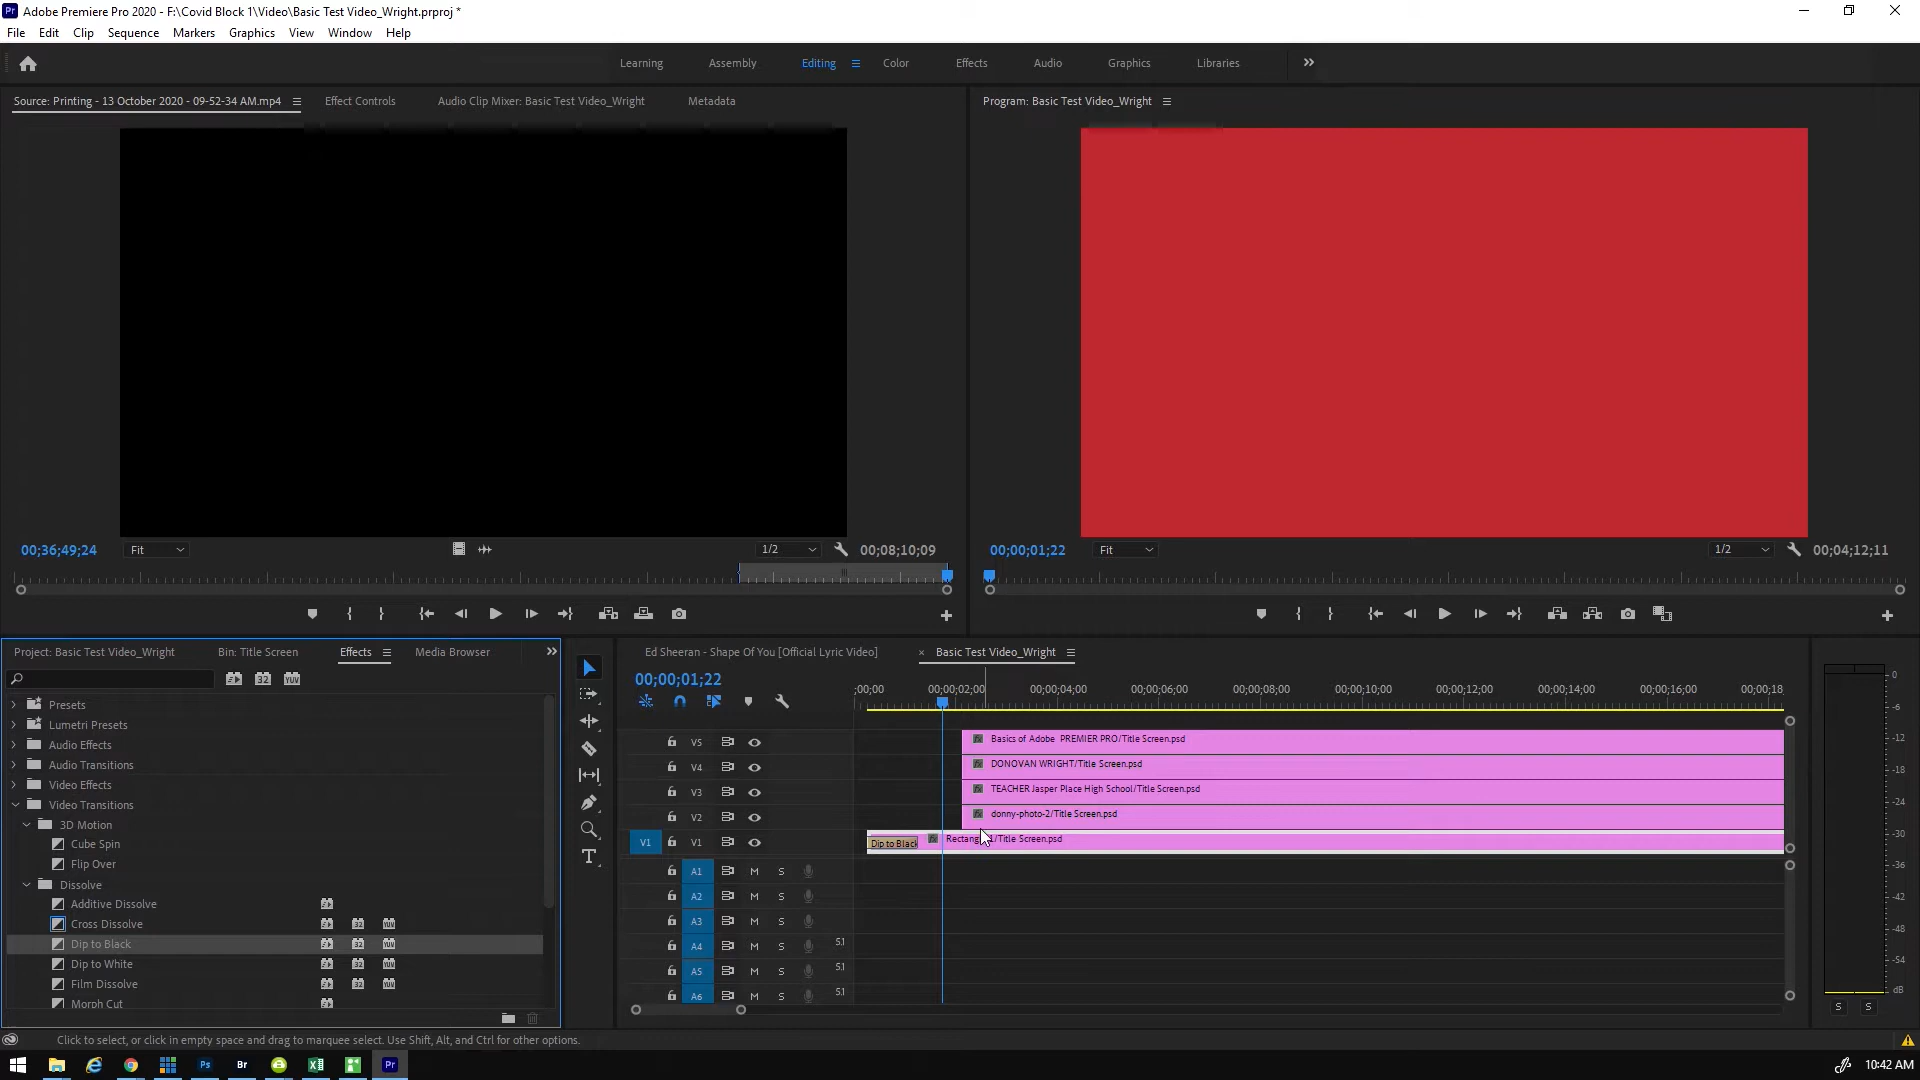 Pr Adobe Premiere Pro 2020 - F:\Covid Block 1\Video\Basic Test Video_Wright.prproj *
File Edit Clip Sequence Markers Graphics View Window Help
Learning Assembly Editing Color Effects Audio Graphics Libraries
Source: Printing - 13 October 2020 - 09-52-34 AM.mp4 Effect Controls Audio Clip Mixer: Basic Test Video_Wright Metadata
Program: Basic Test Video_Wright
00;36;49;24 Fit 1/2 00;08;10;09
00;00;01;22 Fit 1/2 00;04;12;11
Project: Basic Test Video_Wright Bin: Title Screen Effects Media Browser
Presets
Lumetri Presets
Audio Effects
Audio Transitions
Video Effects
Video Transitions
3D Motion
Cube Spin
Flip Over
Dissolve
Additive Dissolve
Cross Dissolve
Dip to Black
Dip to White
Film Dissolve
Morph Cut
Ed Sheeran - Shape Of You [Official Lyric Video] × Basic Test Video_Wright
00;00;01;22
;00;00 00;00;02;00 00;00;04;00 00;00;06;00 00;00;08;00 00;00;10;00 00;00;12;00 00;00;14;00 00;00;16;00 00;00;18
V5 Basics of Adobe PREMIER PRO/Title Screen.psd
V4 DONOVAN WRIGHT/Title Screen.psd
V3 TEACHER Jasper Place High School/Title Screen.psd
V2 donny-photo-2/Title Screen.psd
V1 V1 Dip to Black /Title Screen.psd
A1 M S
A2 M S
A3 M S
A4 M S 5.1
A5 M S 5.1
A6 M S 5.1
0
-6
-12
-18
-24
-30
-36
-42
-48
-54
dB
S S
Click to select, or click in empty space and drag to marquee select. Use Shift, Alt, and Ctrl for other options.
Ps Br Pr 10:42 AM